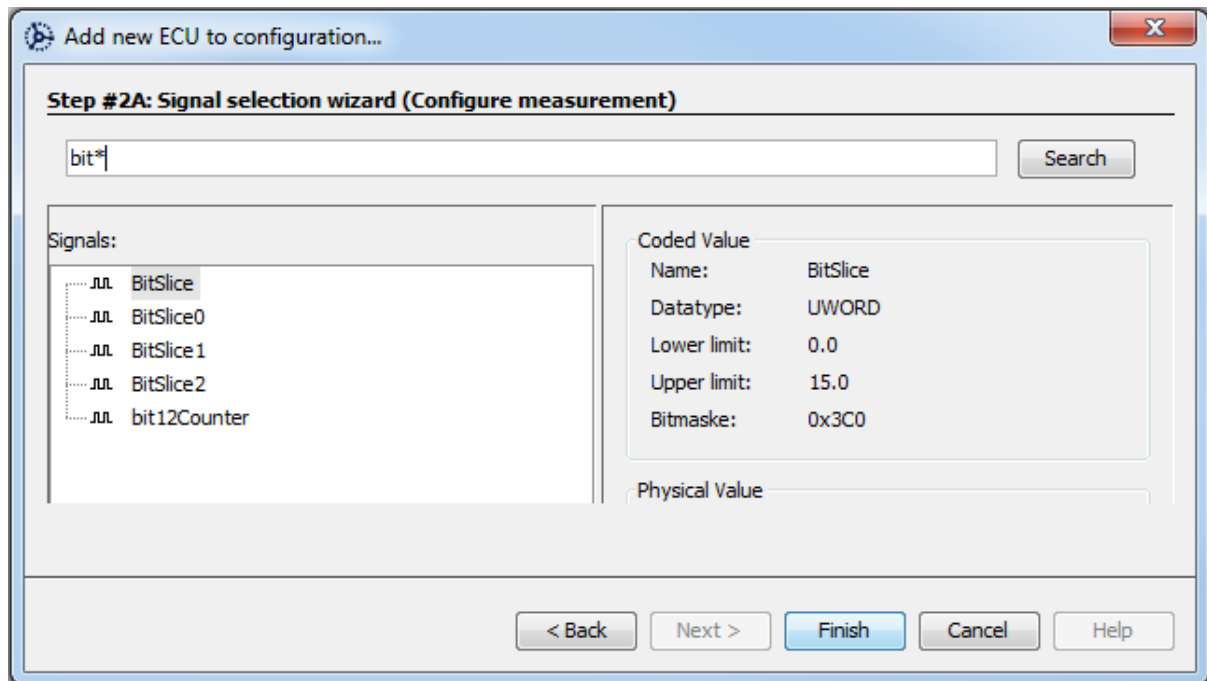 Add new ECU to configuration...
Step #2A: Signal selection wizard (Configure measurement)
bit*
Search
Signals:
BitSlice
BitSlice0
BitSlice1
BitSlice2
bit12Counter
Coded Value
Name: BitSlice
Datatype: UWORD
Lower limit: 0.0
Upper limit: 15.0
Bitmaske: 0x3C0
Physical Value
< Back Next > Finish Cancel Help